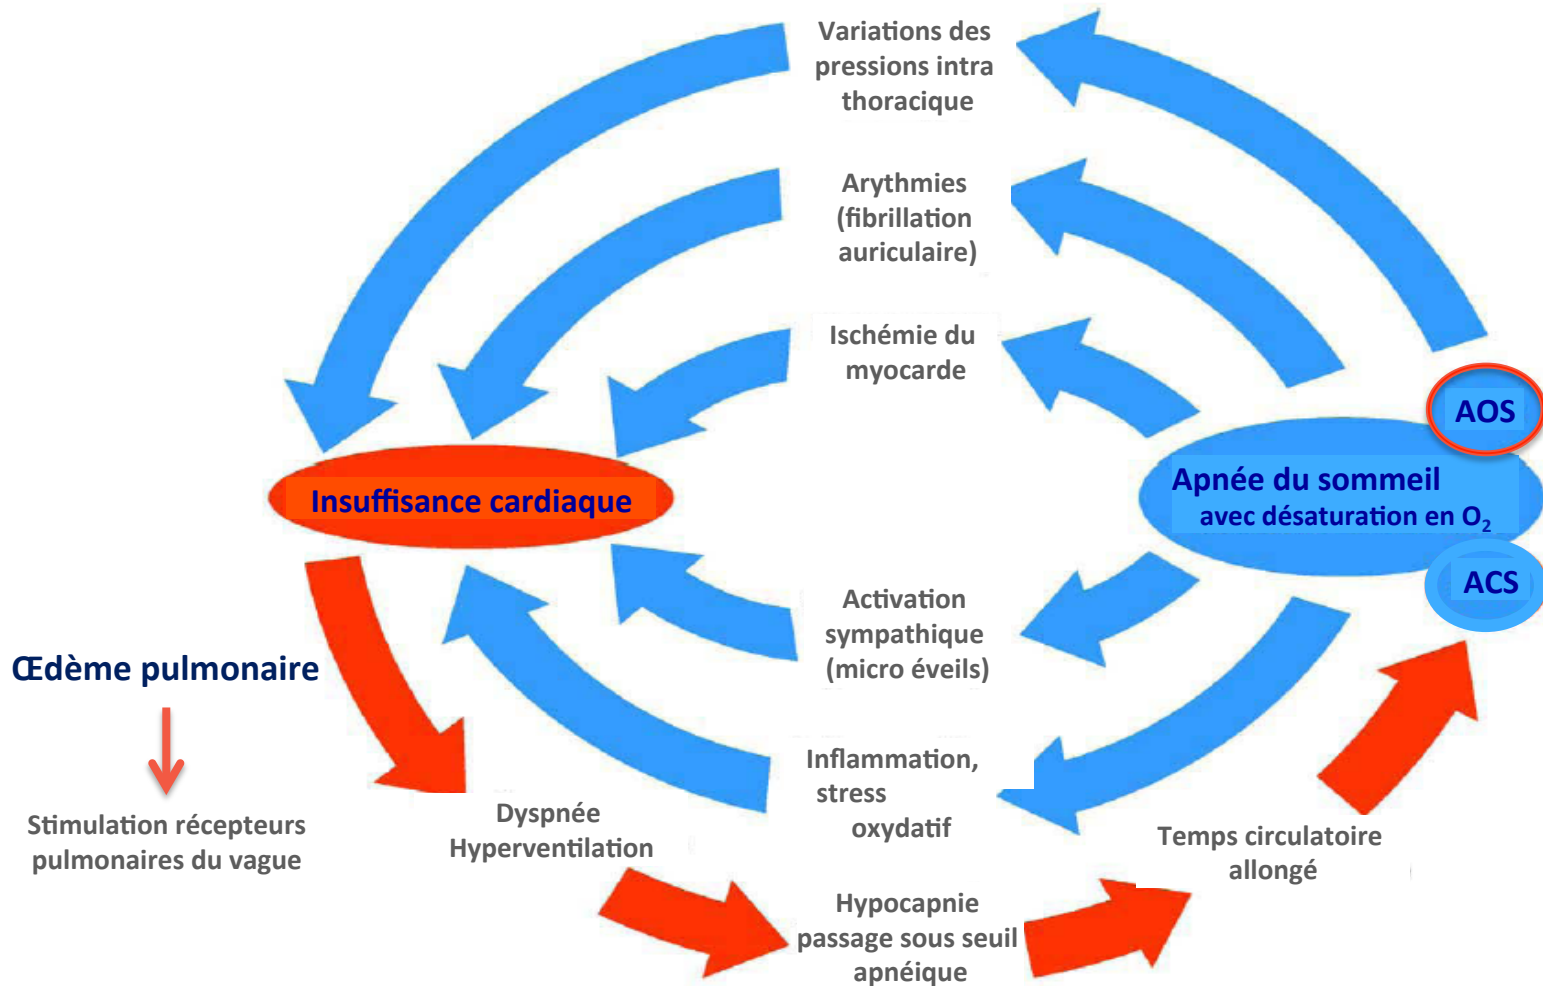 Variations des
pressions intra
thoracique
Arythmies
(fibrillation
auriculaire)
Ischémie du
myocarde
AOS
Insuffisance cardiaque
Apnée du sommeil
avec désaturation en O₂
ACS
Activation
sympathique
(micro éveils)
Œdème pulmonaire
Stimulation récepteurs
pulmonaires du vague
Dyspnée
Hyperventilation
Inflammation,
stress
oxydatif
Temps circulatoire
allongé
Hypocapnie
passage sous seuil
apnéique